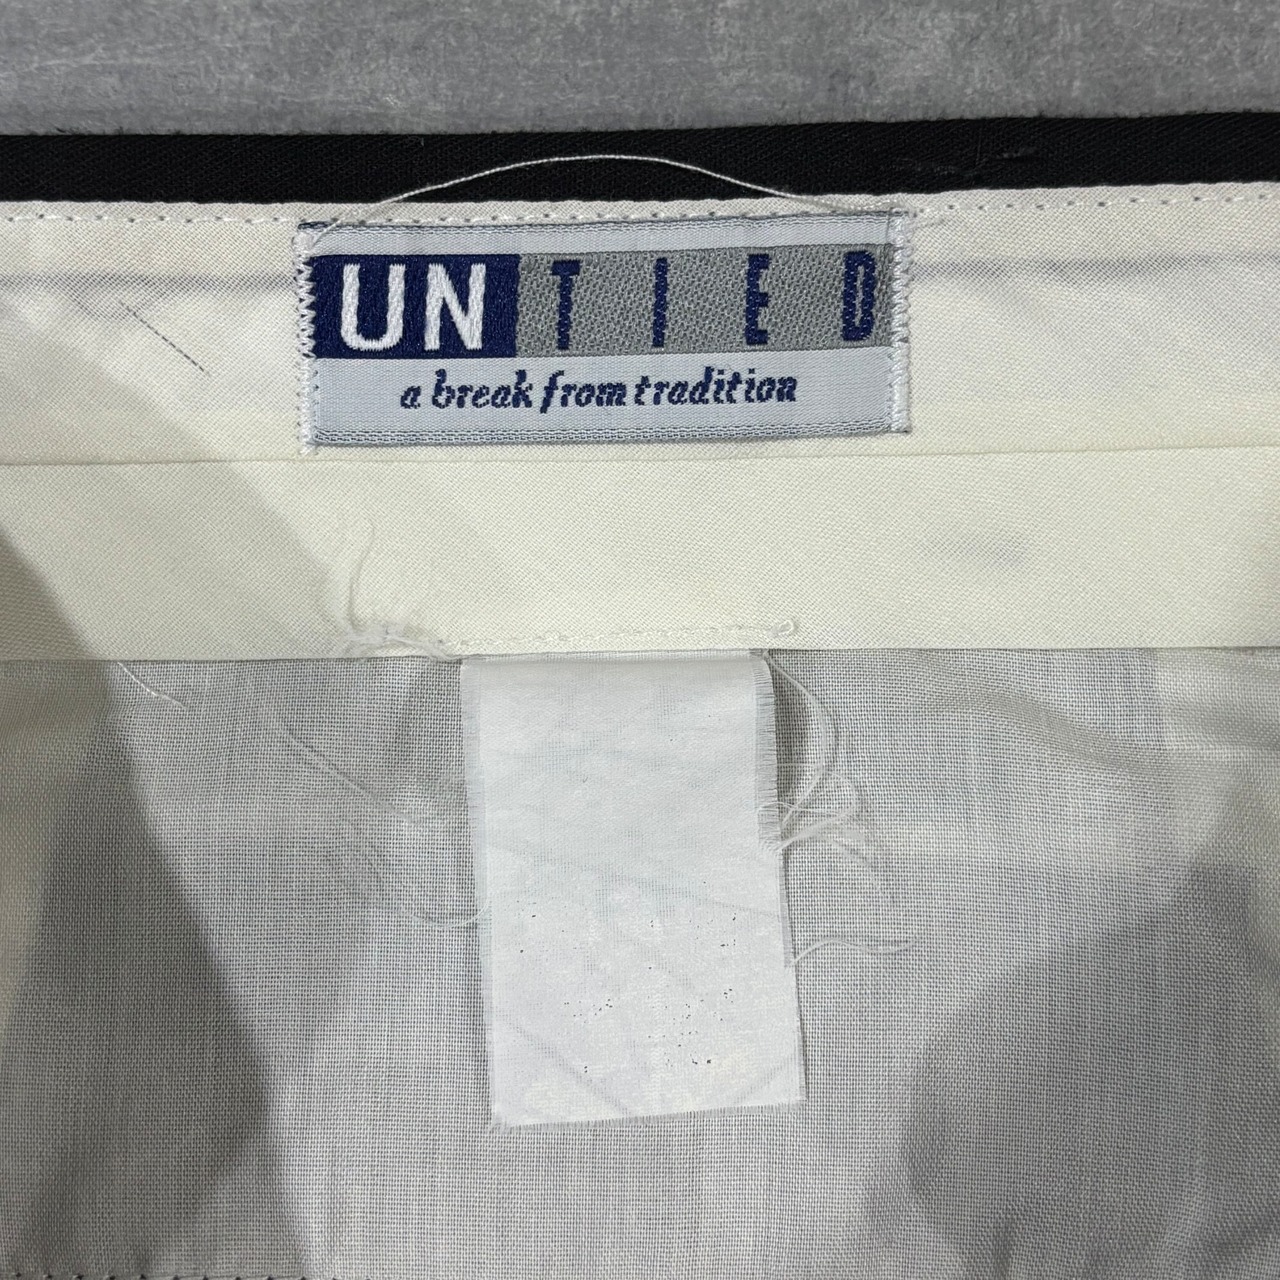 UNTIED
a break from tradition